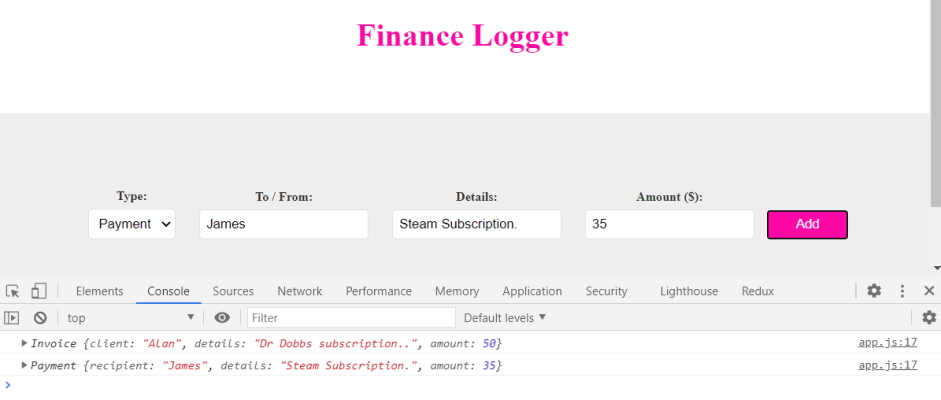 Finance Logger
Type: To / From: Details: Amount ($):
Payment James Steam Subscription. 35 Add
Elements Console Sources Network Performance Memory Application Security Lighthouse Redux
top Filter Default levels
Invoice {client: "Alan", details: "Dr Dobbs subscription..", amount: 50} app.js:17
Payment {recipient: "James", details: "Steam Subscription.", amount: 35} app.js:17